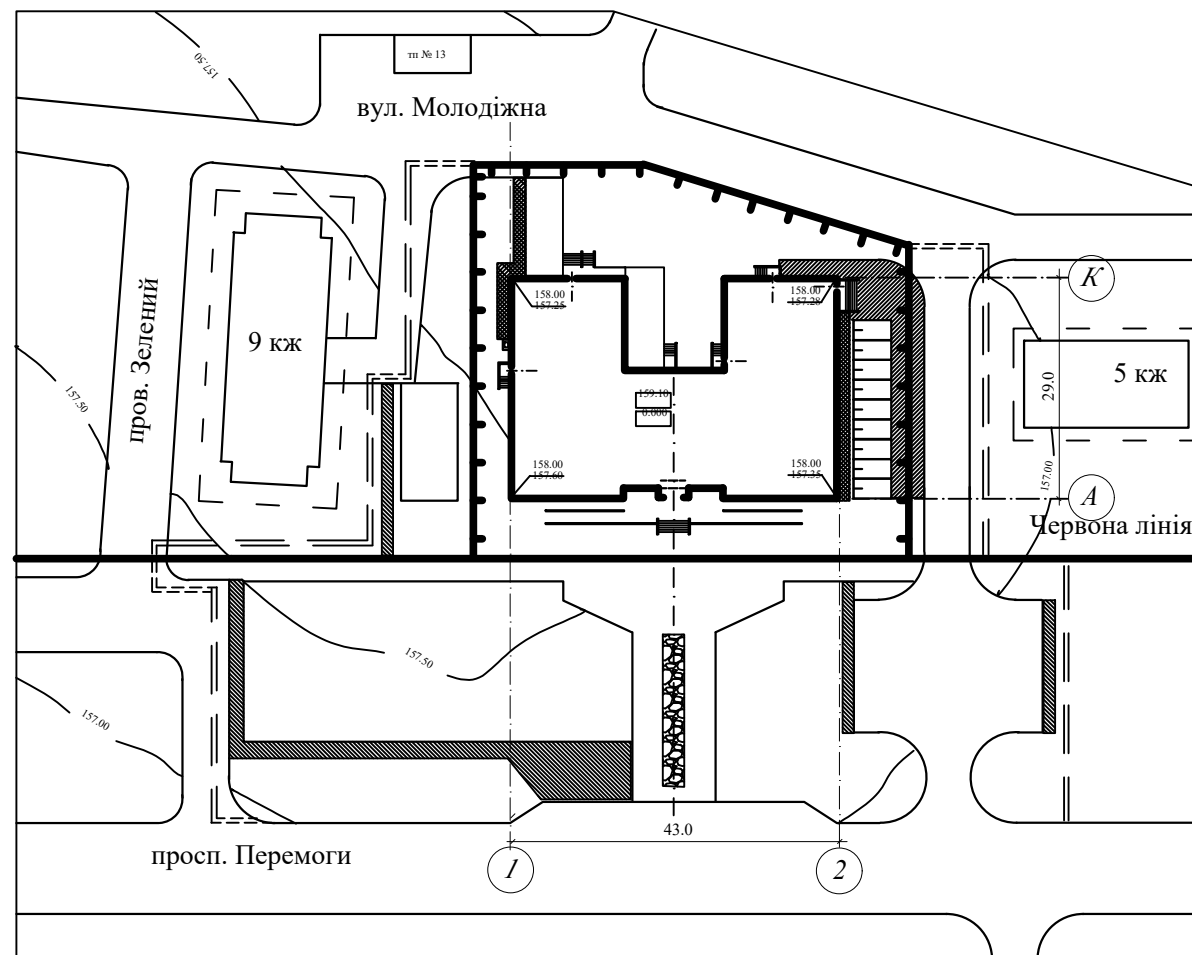 157.50
тп № 13
вул. Молодіжна
158.00
157.25
158.00
157.28
К
пров. Зелений
9 кж
29.0
5 кж
157.50
159.10
0.000
158.00
157.60
158.00
157.35
157.00
А
Червона лінія
157.50
157.00
43.0
просп. Перемоги
1
2